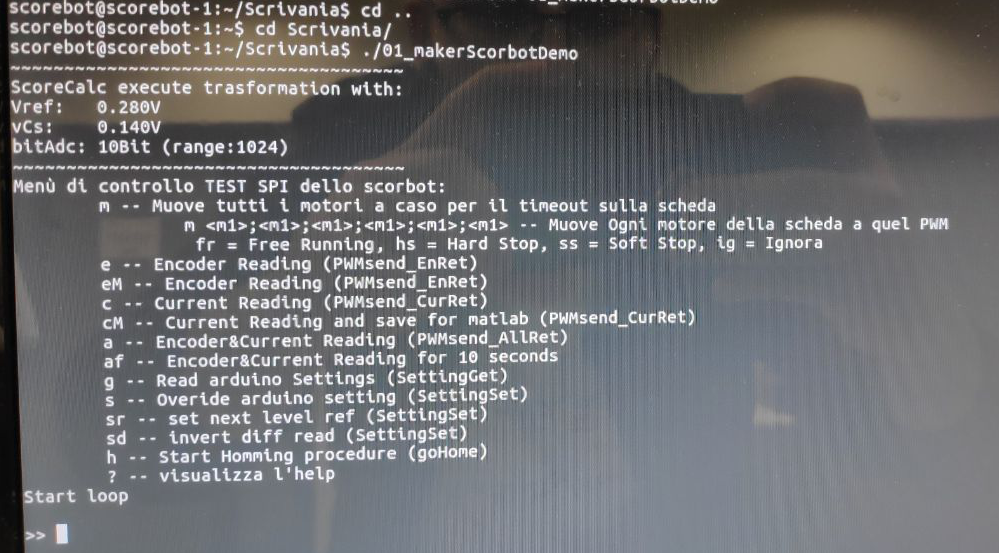 scorebot@scorebot-1:~/Scrivania$ cd ..
scorebot@scorebot-1:~$ cd Scrivania/
scorebot@scorebot-1:~/Scrivania$ ./01_makerScorbotDemo
~~~~~~~~~~~~~~~~~~~~~~~~~~~~~~~~~~~~~~
ScoreCalc execute trasformation with:
Vref: 0.280V
vCs: 0.140V
bitAdc: 10Bit (range:1024)
~~~~~~~~~~~~~~~~~~~~~~~~~~~~~~~~~~~~~~
Menù di controllo TEST SPI dello scorbot:
m -- Muove tutti i motori a caso per il timeout sulla scheda
m <m1>;<m1>;<m1>;<m1>;<m1>;<m1> -- Muove Ogni motore della scheda a quel PWM
fr = Free Running, hs = Hard Stop, ss = Soft Stop, ig = Ignora
e -- Encoder Reading (PWMsend_EnRet)
eM -- Encoder Reading (PWMsend_EnRet)
c -- Current Reading (PWMsend_CurRet)
cM -- Current Reading and save for matlab (PWMsend_CurRet)
a -- Encoder&Current Reading (PWMsend_AllRet)
af -- Encoder&Current Reading for 10 seconds
g -- Read arduino Settings (SettingGet)
s -- Overide arduino setting (SettingSet)
sr -- set next level ref (SettingSet)
sd -- invert diff read (SettingSet)
h -- Start Homming procedure (goHome)
? -- visualizza l'help
Start loop
>>